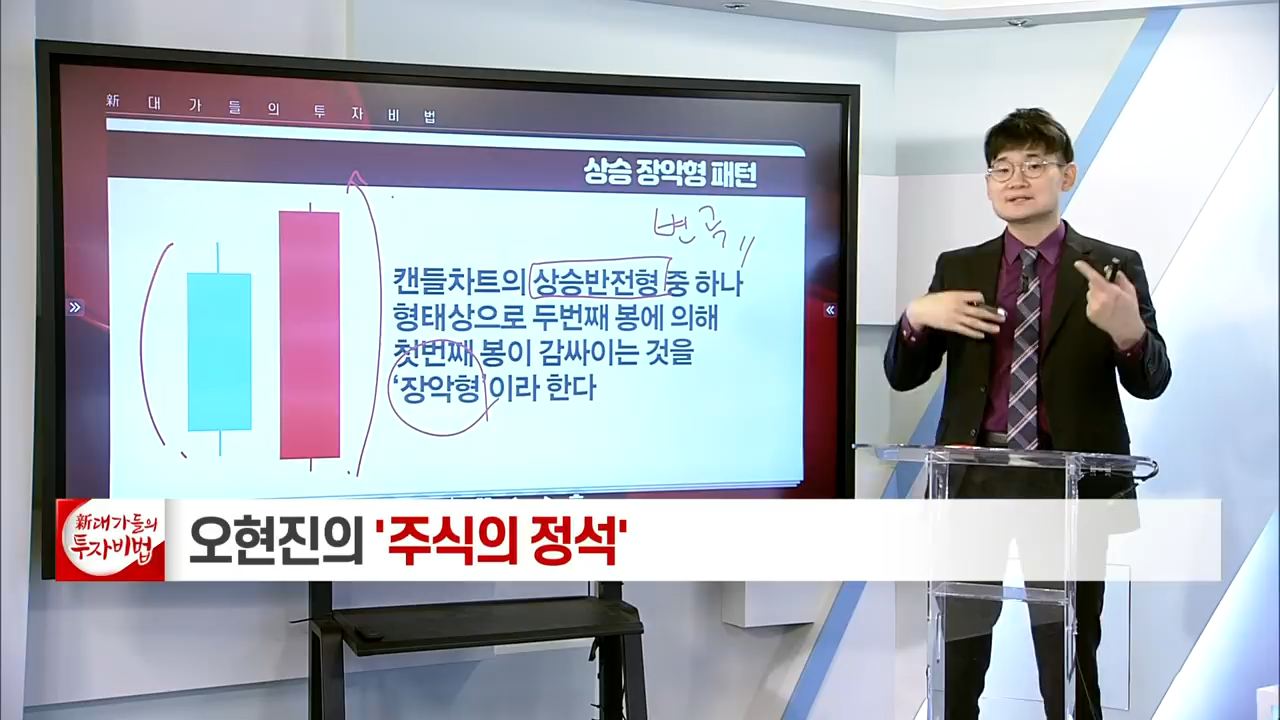 新 대 가 들 의 투 자 비 법
상승 장악형 패턴
변곡
캔들차트의 상승반전형 중 하나
형태상으로 두번째 봉에 의해
첫번째 봉이 감싸이는 것을
'장악형'이라 한다
新대가들의
투자비법
오현진의 '주식의 정석'